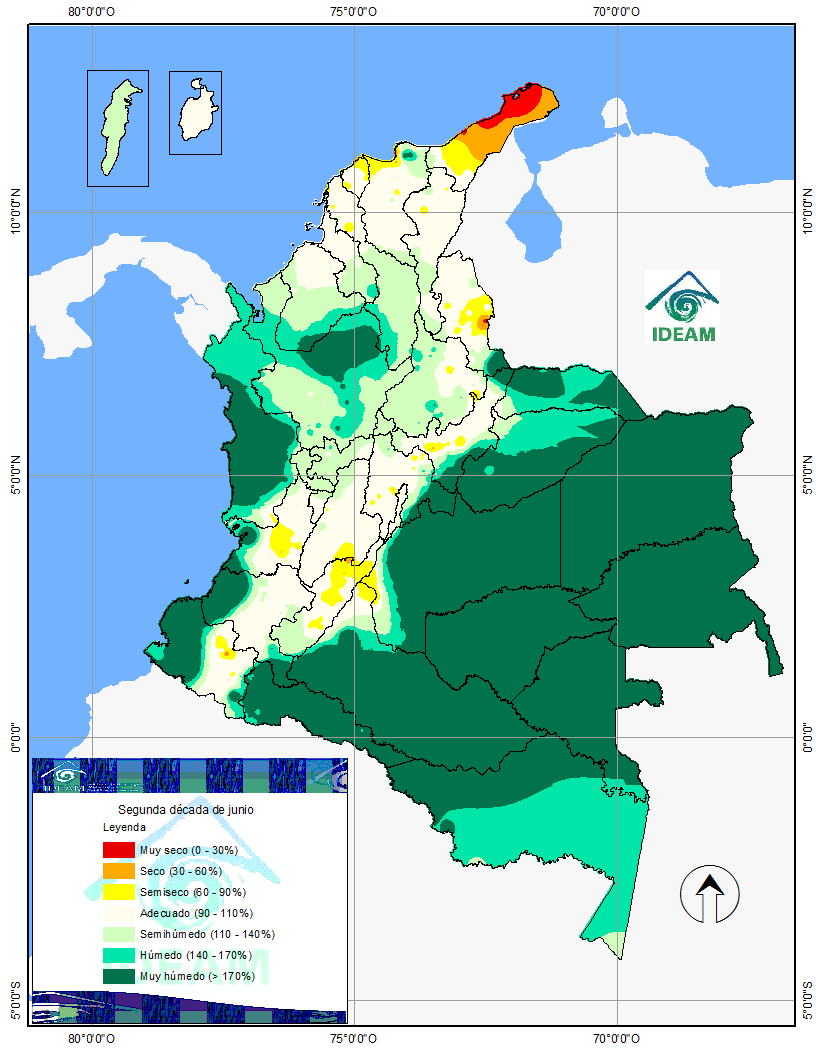 80°0'0"O 75°0'0"O 70°0'0"O
10°0'0"N 10°0'0"N
IDEAM
5°0'0"N 5°0'0"N
0°0'0" 0°0'0"
IDEAM
Segunda década de junio
Leyenda
Muy seco (0 - 30%)
Seco (30 - 60%)
Semiseco (60 - 90%)
Adecuado (90 - 110%)
Semihúmedo (110 - 140%)
Húmedo (140 - 170%)
Muy húmedo (> 170%)
IDEAM
5°0'0"S 5°0'0"S
80°0'0"O 75°0'0"O 70°0'0"O